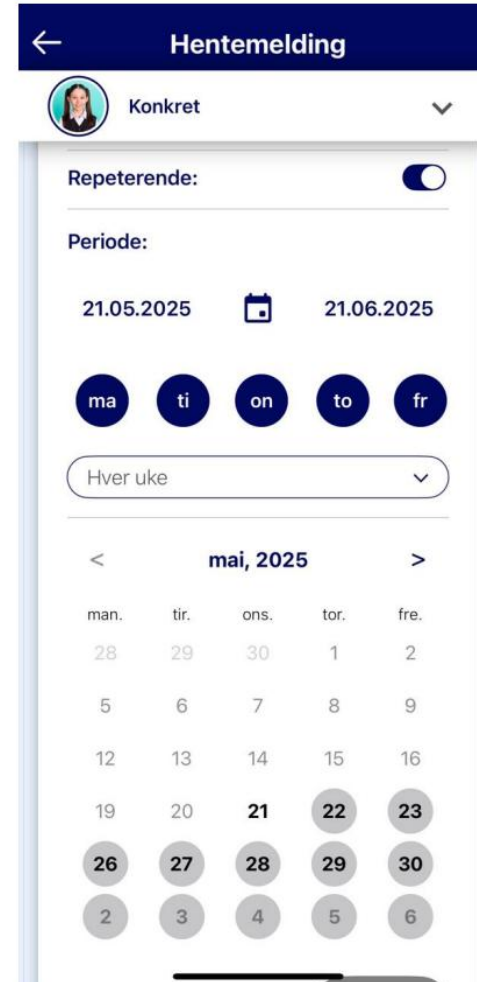 Hentemelding
Konkret
Repeterende:
Periode:
21.05.2025 21.06.2025
ma ti on to fr
Hver uke
< mai, 2025 >
man. tir. ons. tor. fre.
28 29 30 1 2
5 6 7 8 9
12 13 14 15 16
19 20 21 22 23
26 27 28 29 30
2 3 4 5 6